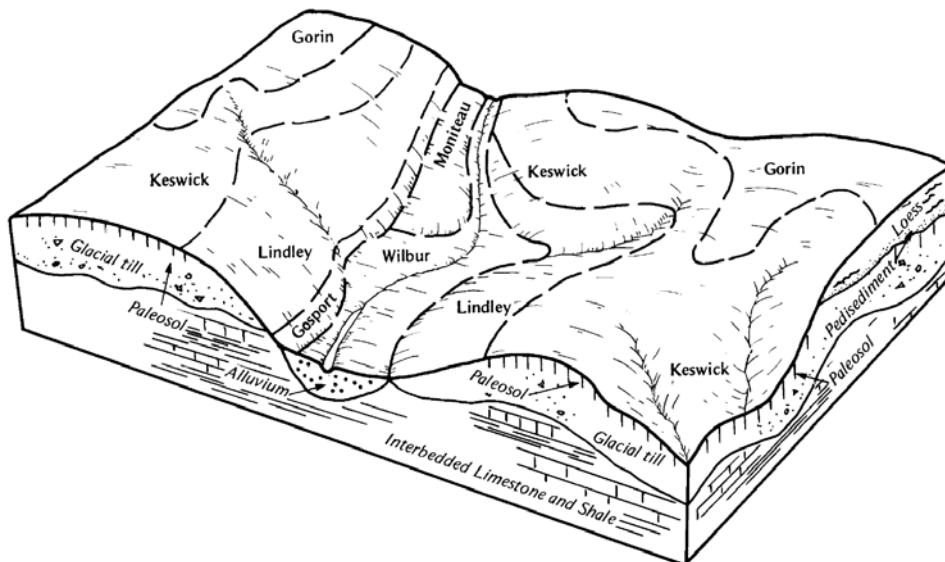 Gorin
Moniteau
Keswick
Gorin
Keswick
Loess
Glacial till
Lindley
Wilbur
Paleosol
Gosport
Lindley
Pedisediment
Alluvium
Paleosol
Keswick
Paleosol
Glacial till
Interbedded Limestone and Shale